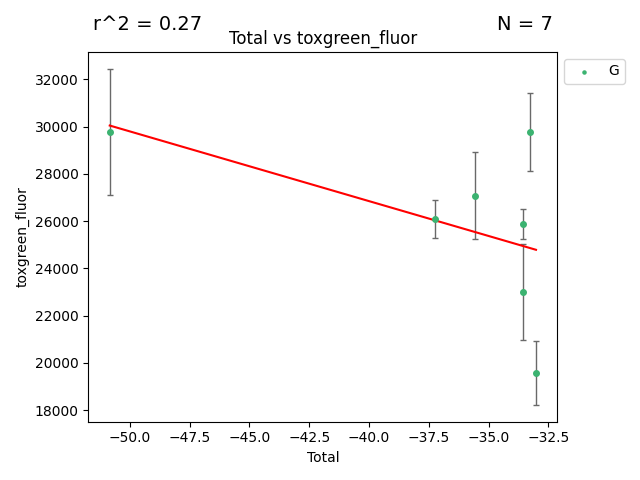 r^2 = 0.27
N = 7
Total vs toxgreen_fluor
G
toxgreen_fluor
32000
30000
28000
26000
24000
22000
20000
18000
−50.0 −47.5 −45.0 −42.5 −40.0 −37.5 −35.0 −32.5
Total